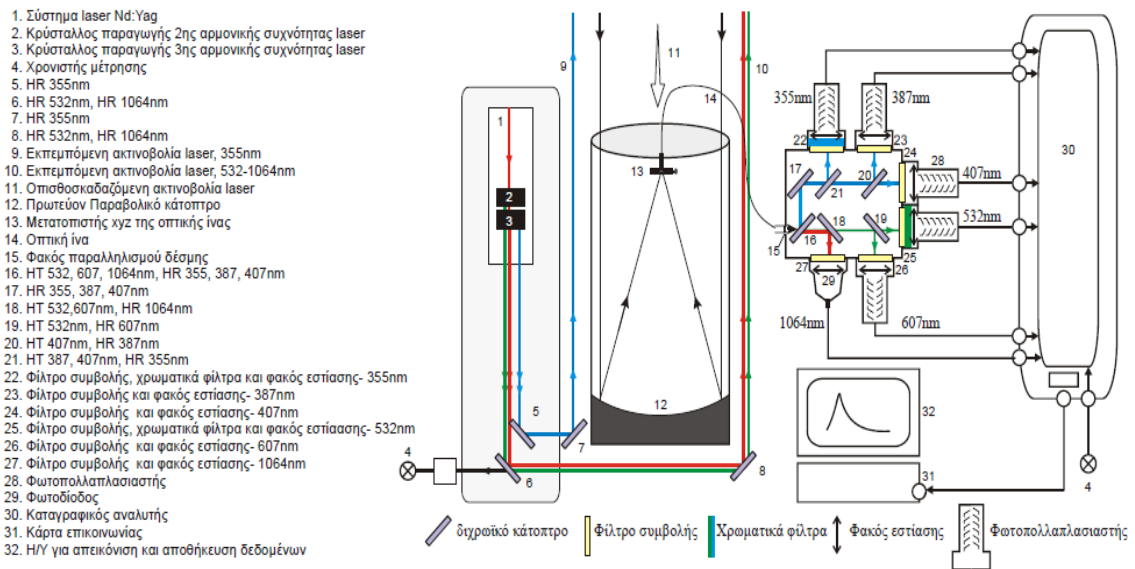 1. Σύστημα laser Nd:Yag
2. Κρύσταλλος παραγωγής 2ης αρμονικής συχνότητας laser
3. Κρύσταλλος παραγωγής 3ης αρμονικής συχνότητας laser
4. Χρονιστής μέτρησης
5. HR 355nm
6. HR 532nm, HR 1064nm
7. HR 355nm
8. HR 532nm, HR 1064nm
9. Εκπεμπόμενη ακτινοβολία laser, 355nm
10. Εκπεμπόμενη ακτινοβολία laser, 532-1064nm
11. Οπισθοσκαδαζόμενη ακτινοβολία laser
12. Πρωτεύον Παραβολικό κάτοπτρο
13. Μετατοπιστής xyz της οπτικής ίνας
14. Οπτική ίνα
15. Φακός παραλληλισμού δέσμης
16. HT 532, 607, 1064nm, HR 355, 387, 407nm
17. HR 355, 387, 407nm
18. HT 532,607nm, HR 1064nm
19. HT 532nm, HR 607nm
20. HT 407nm, HR 387nm
21. HT 387, 407nm, HR 355nm
22. Φίλτρο συμβολής, χρωματικά φίλτρα και φακός εστίασης- 355nm
23. Φίλτρο συμβολής και φακός εστίασης- 387nm
24. Φίλτρο συμβολής και φακός εστίασης- 407nm
25. Φίλτρο συμβολής, χρωματικά φίλτρα και φακός εστίαασης- 532nm
26. Φίλτρο συμβολής και φακός εστίασης- 607nm
27. Φίλτρο συμβολής και φακός εστίασης- 1064nm
28. Φωτοπολλαπλασιαστής
29. Φωτοδίοδος
30. Καταγραφικός αναλυτής
31. Κάρτα επικοινωνίας
32. Η/Υ για απεικόνιση και αποθήκευση δεδομένων
1
2
3
4
5
6
7
8
9
10
11
12
13
14
15
16
17
18
19
20
21
22
23
24
25
26
27
28
29
30
31
32
4
355nm
387nm
407nm
532nm
607nm
1064nm
διχρωϊκό κάτοπτρο
Φίλτρο συμβολής
Χρωματικά φίλτρα
Φακός εστίασης
Φωτοπολλαπλασιαστής